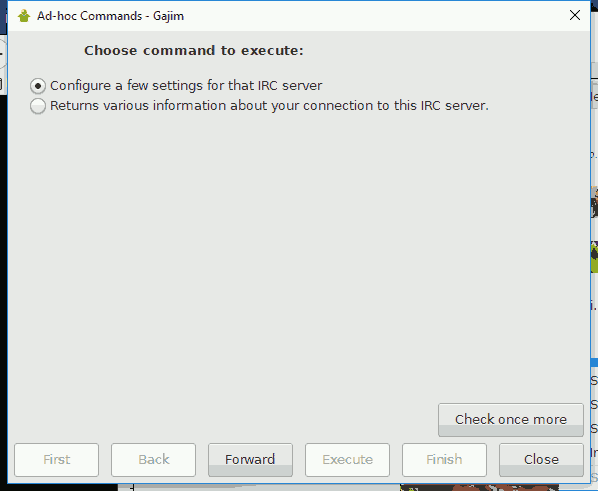 Ad-hoc Commands - Gajim
Choose command to execute:
Configure a few settings for that IRC server
Returns various information about your connection to this IRC server.
Check once more
First
Back
Forward
Execute
Finish
Close